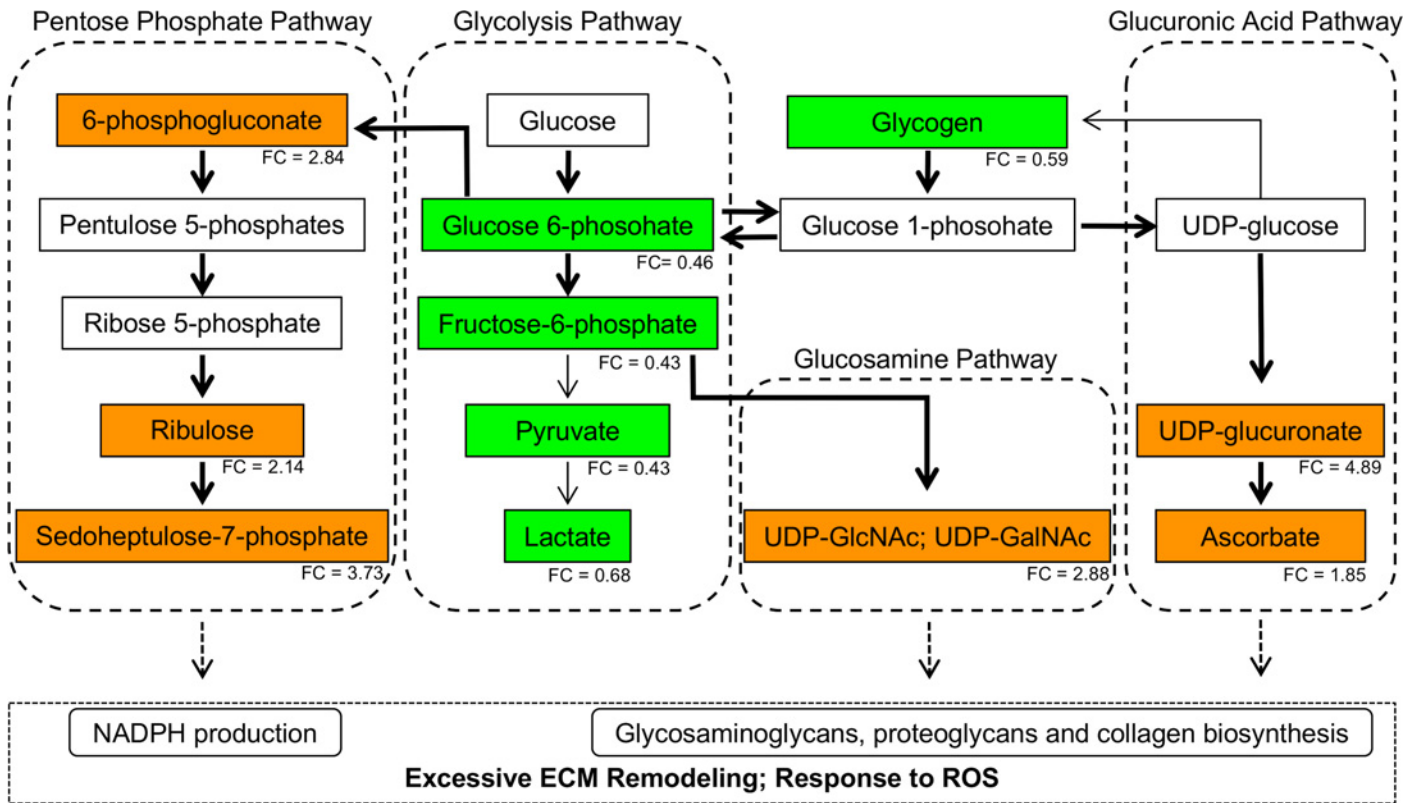 Pentose Phosphate Pathway
Glycolysis Pathway
Glucuronic Acid Pathway
6-phosphogluconate
FC = 2.84
Glucose
Glycogen
FC = 0.59
Pentulose 5-phosphates
Glucose 6-phosohate
FC= 0.46
Glucose 1-phosohate
UDP-glucose
Ribose 5-phosphate
Fructose-6-phosphate
FC = 0.43
Glucosamine Pathway
Ribulose
FC = 2.14
Pyruvate
FC = 0.43
UDP-glucuronate
FC = 4.89
Sedoheptulose-7-phosphate
FC = 3.73
Lactate
FC = 0.68
UDP-GlcNAc; UDP-GalNAc
FC = 2.88
Ascorbate
FC = 1.85
NADPH production
Glycosaminoglycans, proteoglycans and collagen biosynthesis
Excessive ECM Remodeling; Response to ROS